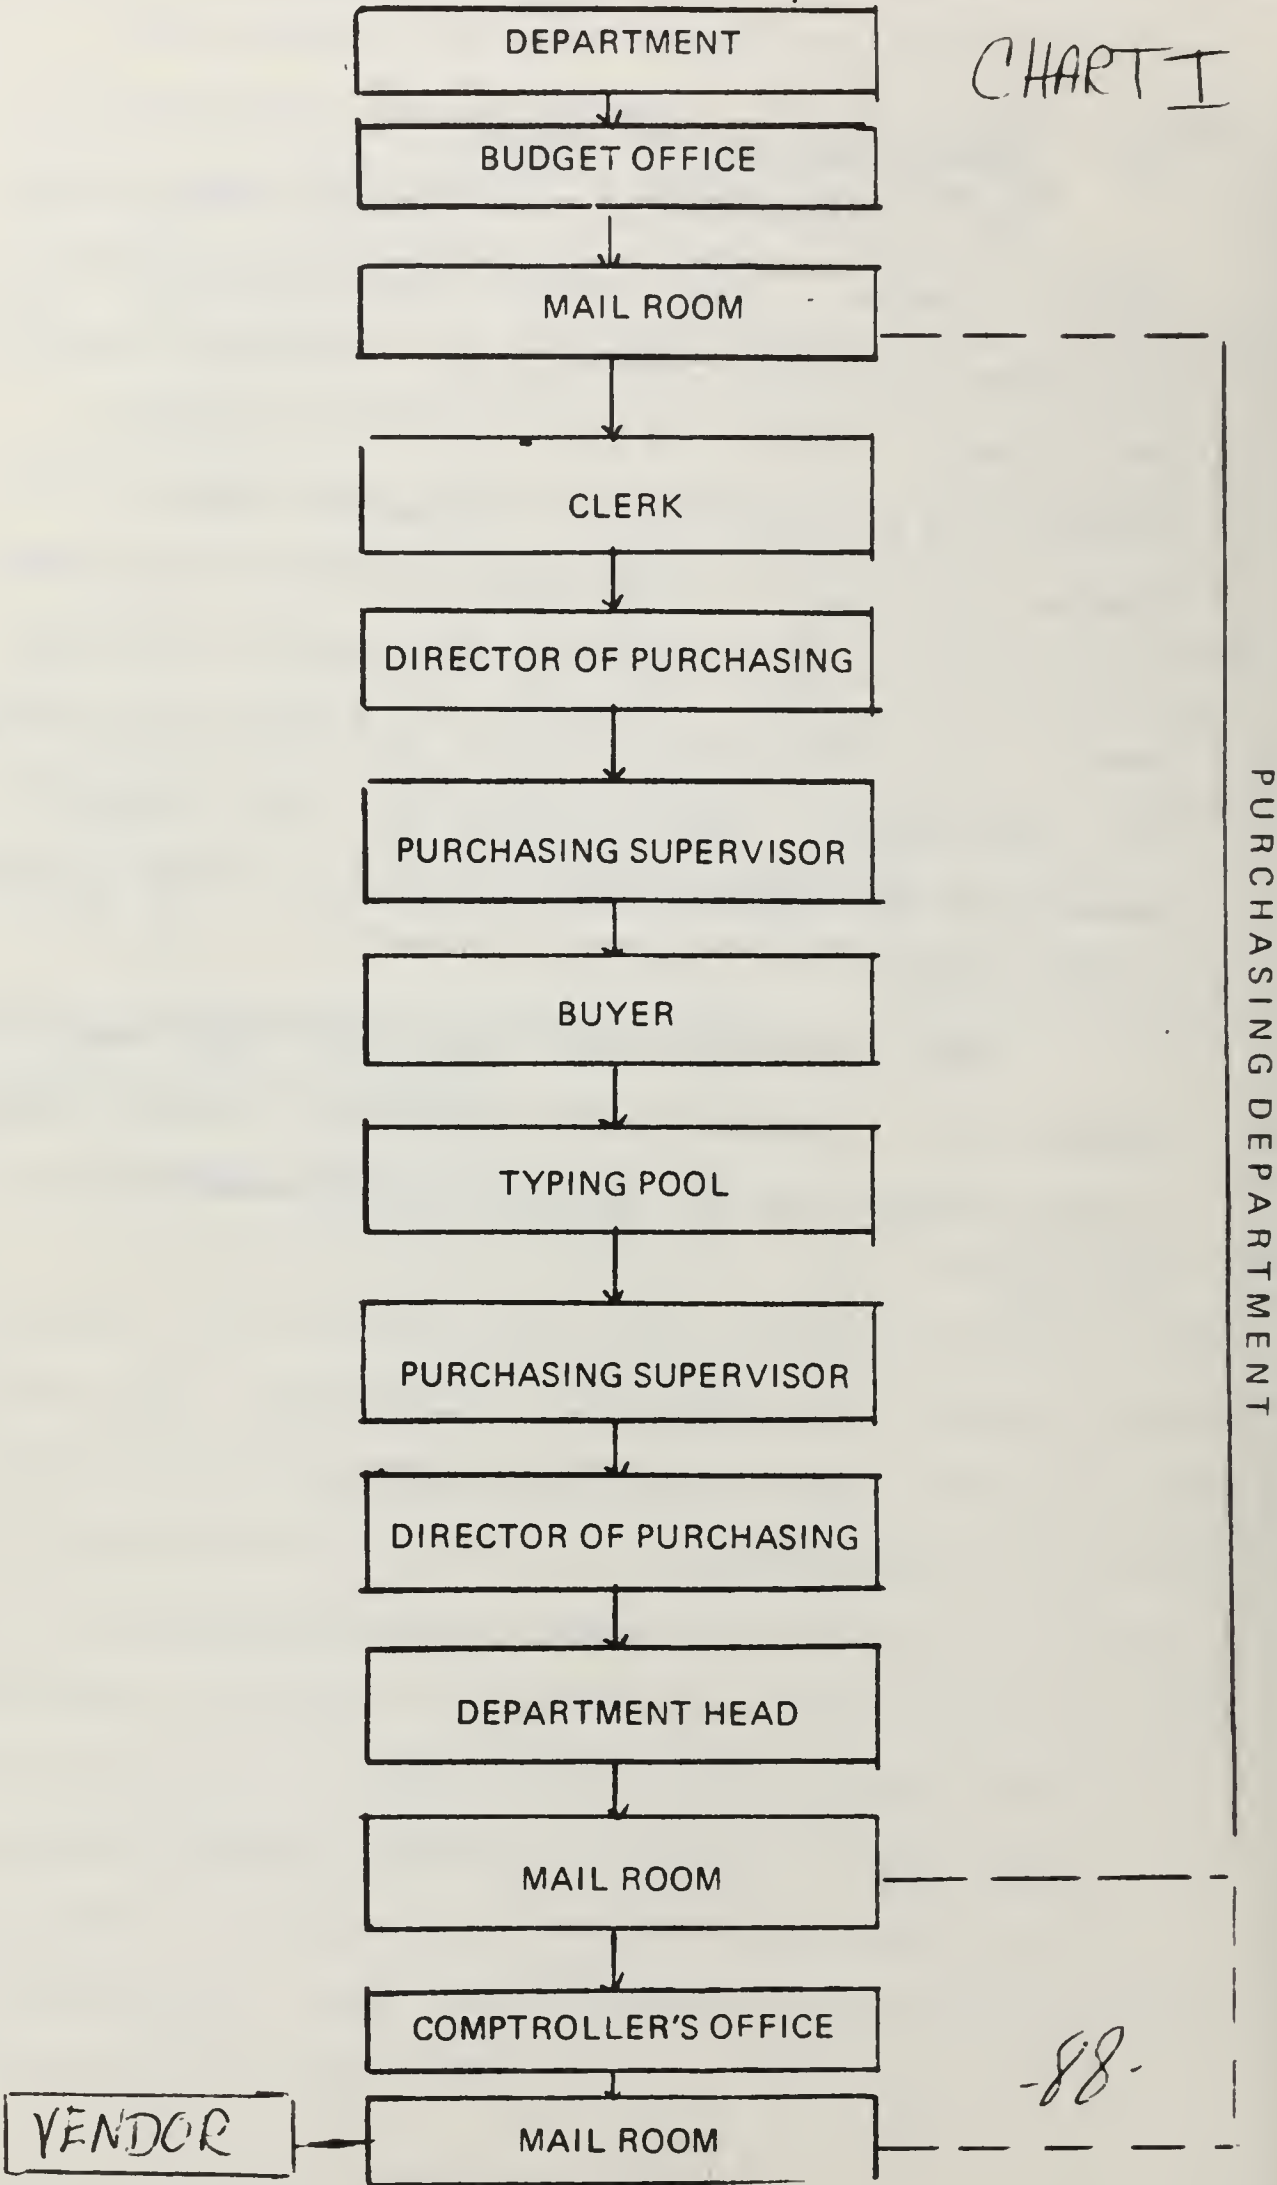 DEPARTMENT
CHART I
BUDGET OFFICE
MAIL ROOM
CLERK
DIRECTOR OF PURCHASING
PURCHASING SUPERVISOR
BUYER
TYPING POOL
PURCHASING SUPERVISOR
DIRECTOR OF PURCHASING
DEPARTMENT HEAD
MAIL ROOM
COMPTROLLER'S OFFICE
MAIL ROOM
VENDOR
PURCHASING DEPARTMENT
-88-